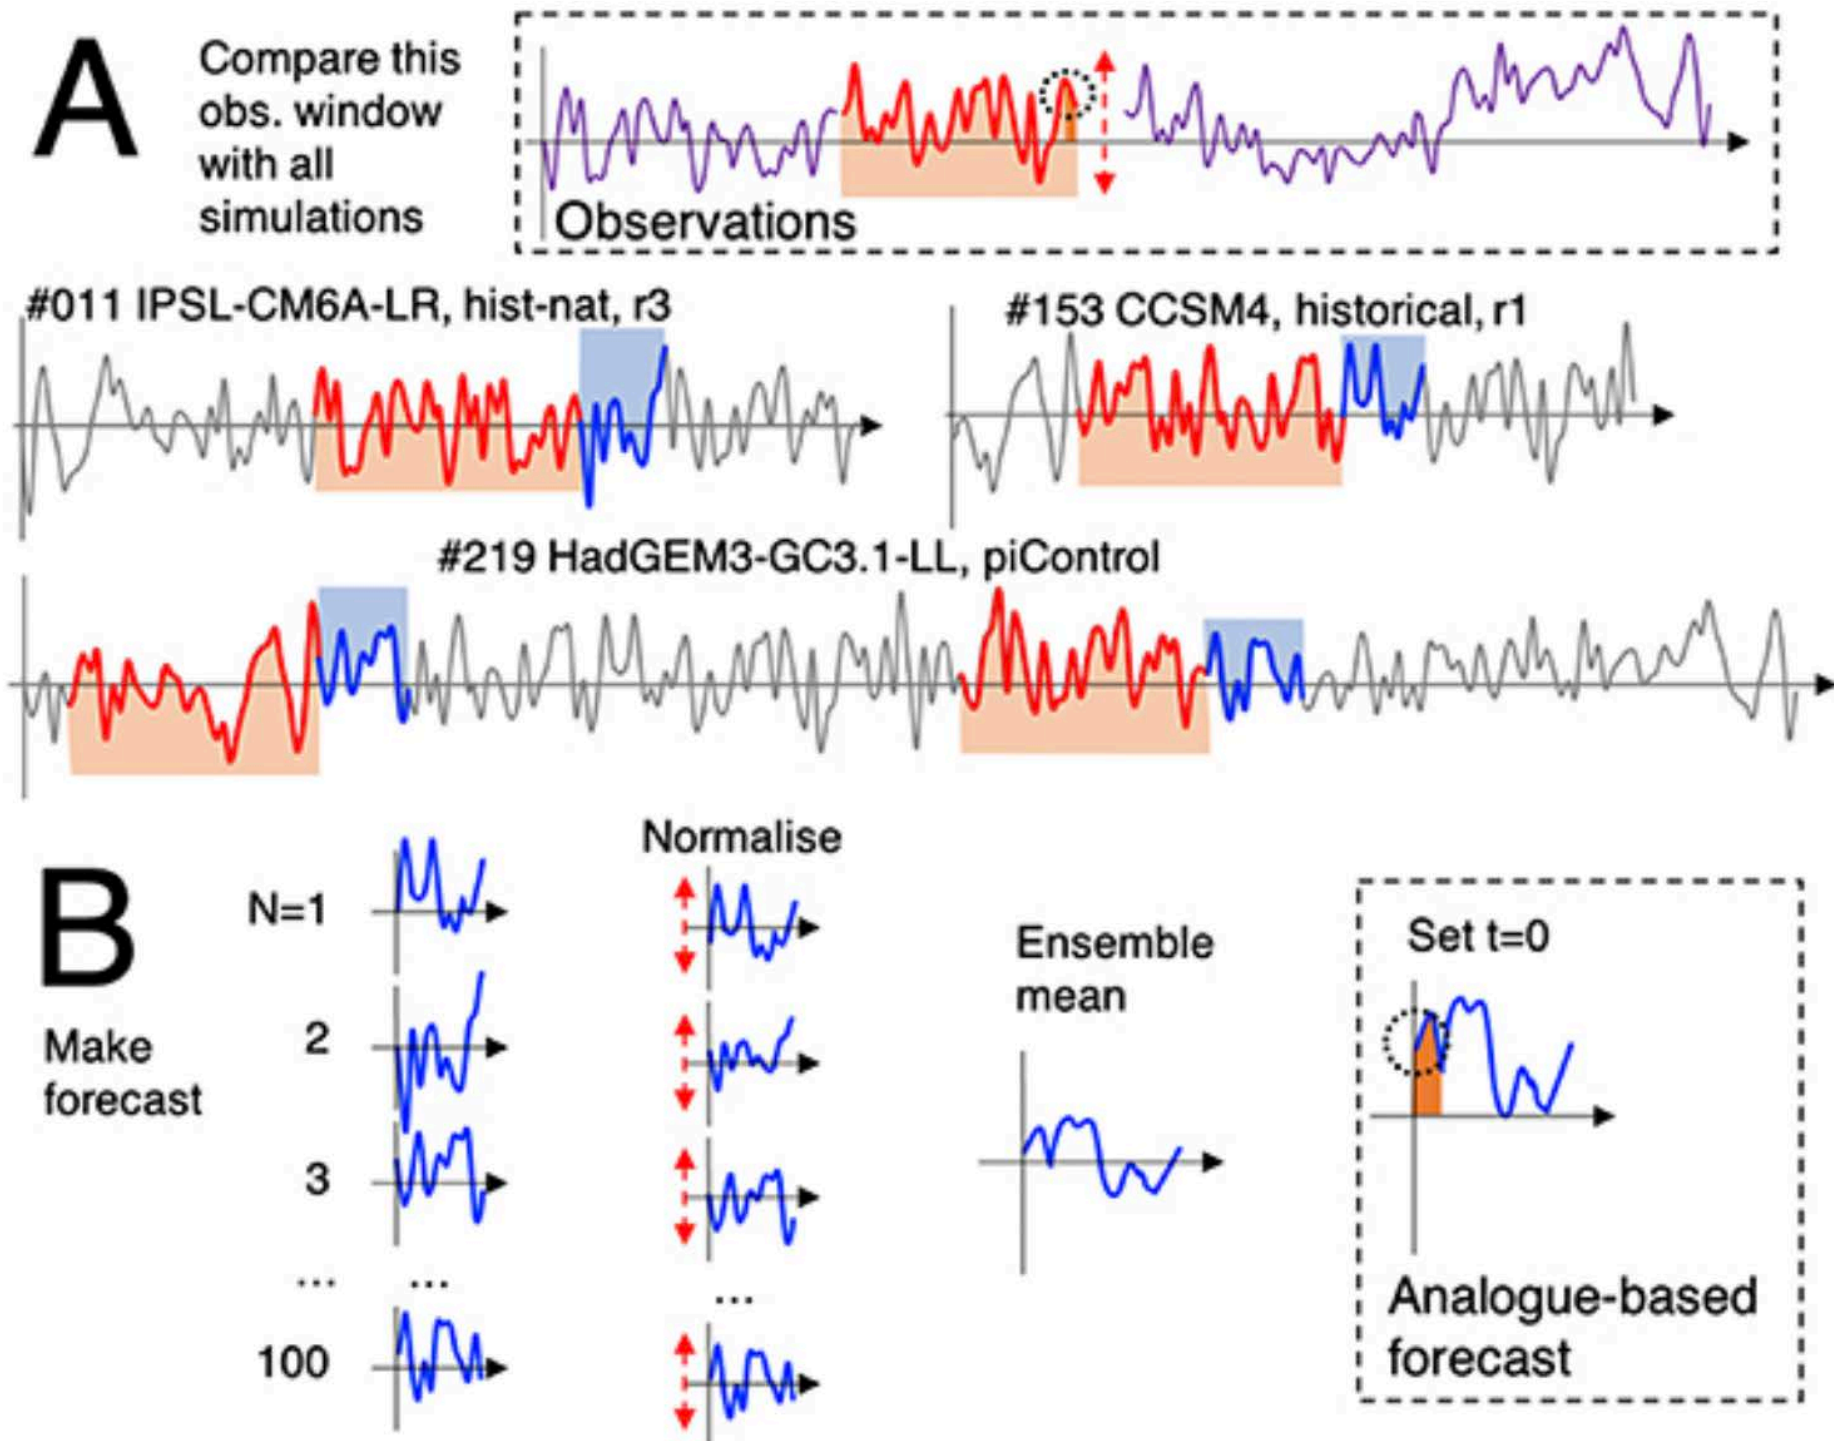 A
Compare this
obs. window
with all
simulations
Observations
#011 IPSL-CM6A-LR, hist-nat, r3
#153 CCSM4, historical, r1
#219 HadGEM3-GC3.1-LL, piControl
B
Make
forecast
N=1
2
3
...
...
100
Normalise
...
Ensemble
mean
Set t=0
Analogue-based
forecast